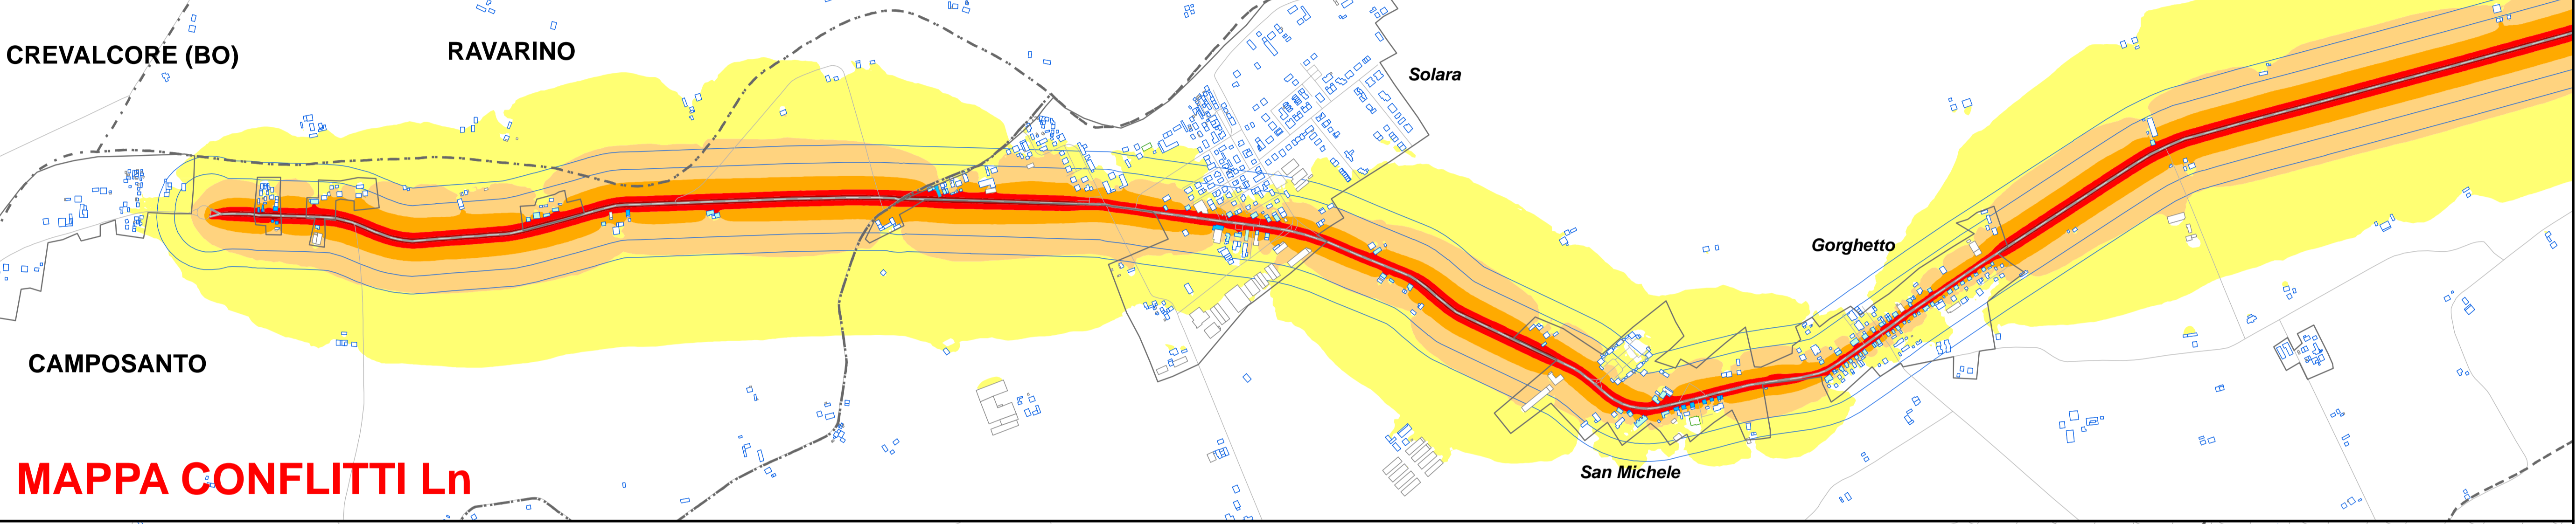 CREVALCORE (BO)
RAVARINO
Solara
Gorghetto
CAMPOSANTO
San Michele
MAPPA CONFLITTI Ln